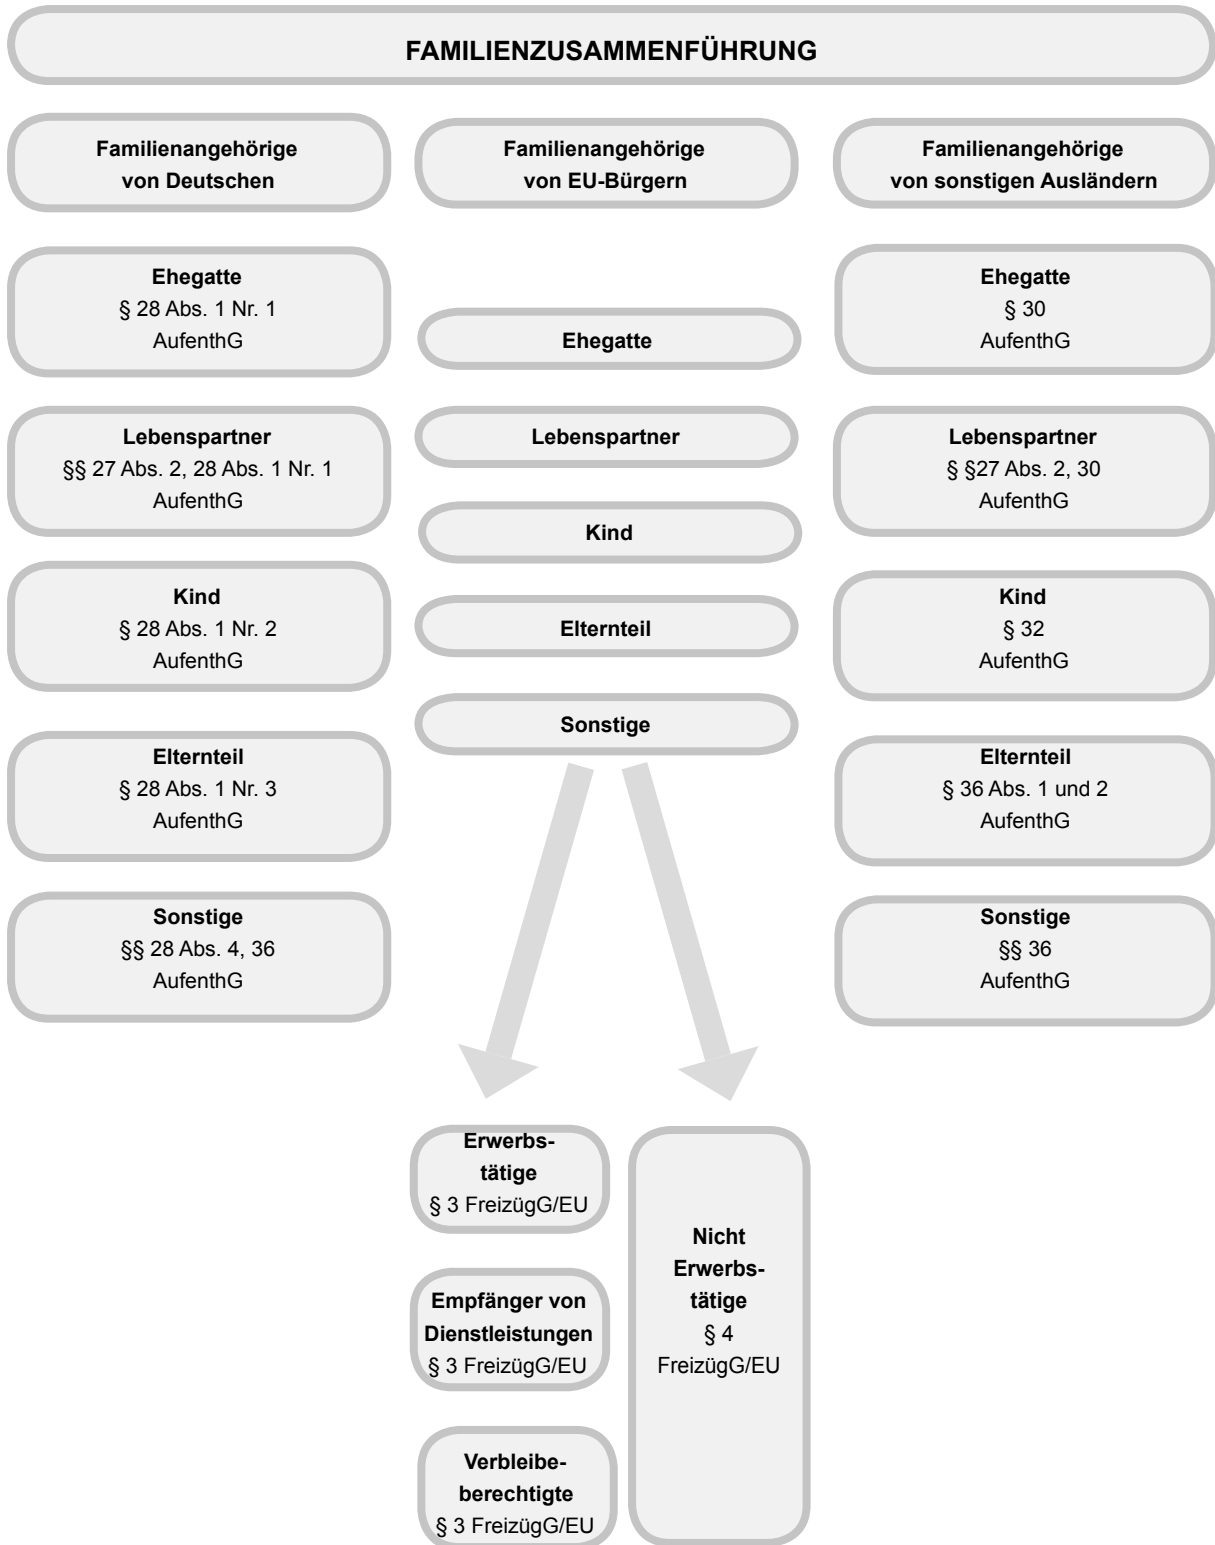 FAMILIENZUSAMMENFÜHRUNG
Familienangehörige
von Deutschen
Ehegatte
§ 28 Abs. 1 Nr. 1
AufenthG
Lebenspartner
§§ 27 Abs. 2, 28 Abs. 1 Nr. 1
AufenthG
Kind
§ 28 Abs. 1 Nr. 2
AufenthG
Elternteil
§ 28 Abs. 1 Nr. 3
AufenthG
Sonstige
§§ 28 Abs. 4, 36
AufenthG
Familienangehörige
von EU-Bürgern
Ehegatte
Lebenspartner
Kind
Elternteil
Sonstige
Erwerbs-
tätige
§ 3 FreizügG/EU
Empfänger von
Dienstleistungen
§ 3 FreizügG/EU
Verbleibe-
berechtigte
§ 3 FreizügG/EU
Nicht
Erwerbs-
tätige
§ 4
FreizügG/EU
Familienangehörige
von sonstigen Ausländern
Ehegatte
§ 30
AufenthG
Lebenspartner
§ §27 Abs. 2, 30
AufenthG
Kind
§ 32
AufenthG
Elternteil
§ 36 Abs. 1 und 2
AufenthG
Sonstige
§§ 36
AufenthG